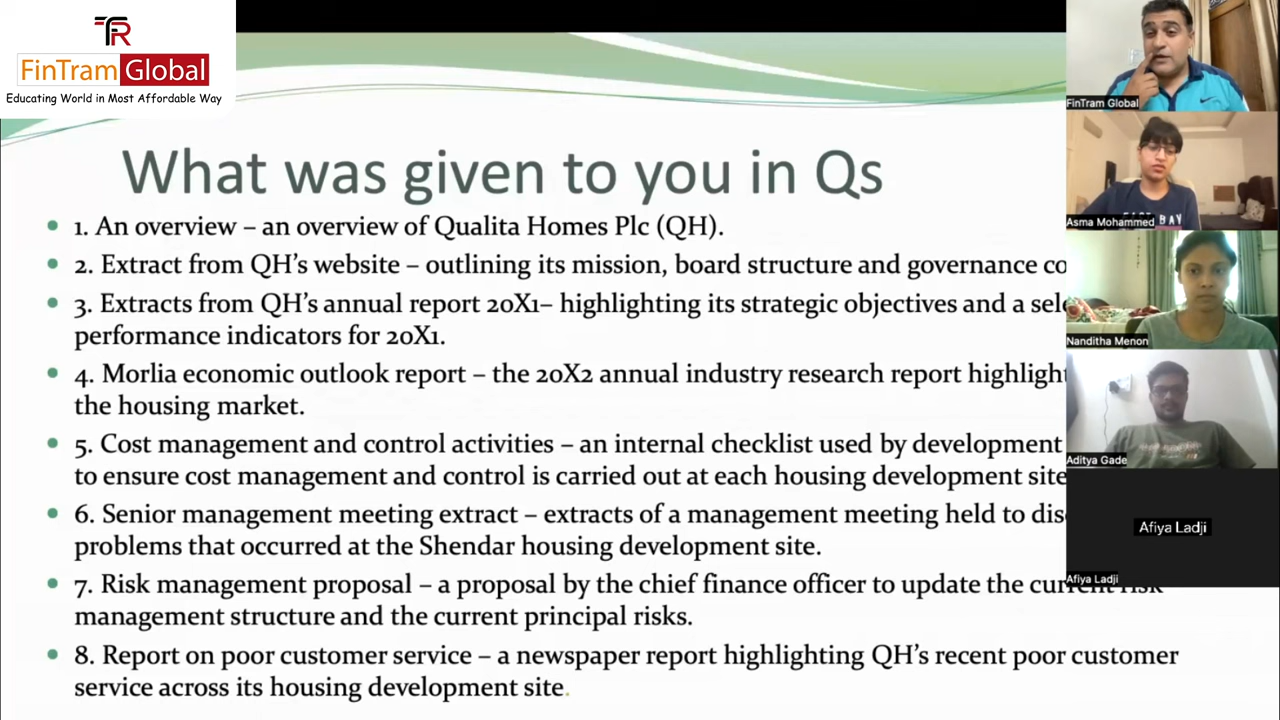 TR
FinTram Global
Educating World in Most Affordable Way
What was given to you in Qs
• 1. An overview – an overview of Qualita Homes Plc (QH).
• 2. Extract from QH's website – outlining its mission, board structure and governance co
• 3. Extracts from QH's annual report 20X1– highlighting its strategic objectives and a sel
performance indicators for 20X1.
• 4. Morlia economic outlook report – the 20X2 annual industry research report highlight
the housing market.
• 5. Cost management and control activities – an internal checklist used by development
to ensure cost management and control is carried out at each housing development site
• 6. Senior management meeting extract – extracts of a management meeting held to dis
problems that occurred at the Shendar housing development site.
• 7. Risk management proposal – a proposal by the chief finance officer to update the current risk
management structure and the current principal risks.
• 8. Report on poor customer service – a newspaper report highlighting QH's recent poor customer
service across its housing development site.
FinTram Global
Asma Mohammed
EAST BAY
Nanditha Menon
Aditya Gade
Afiya Ladji
Afiya Ladji